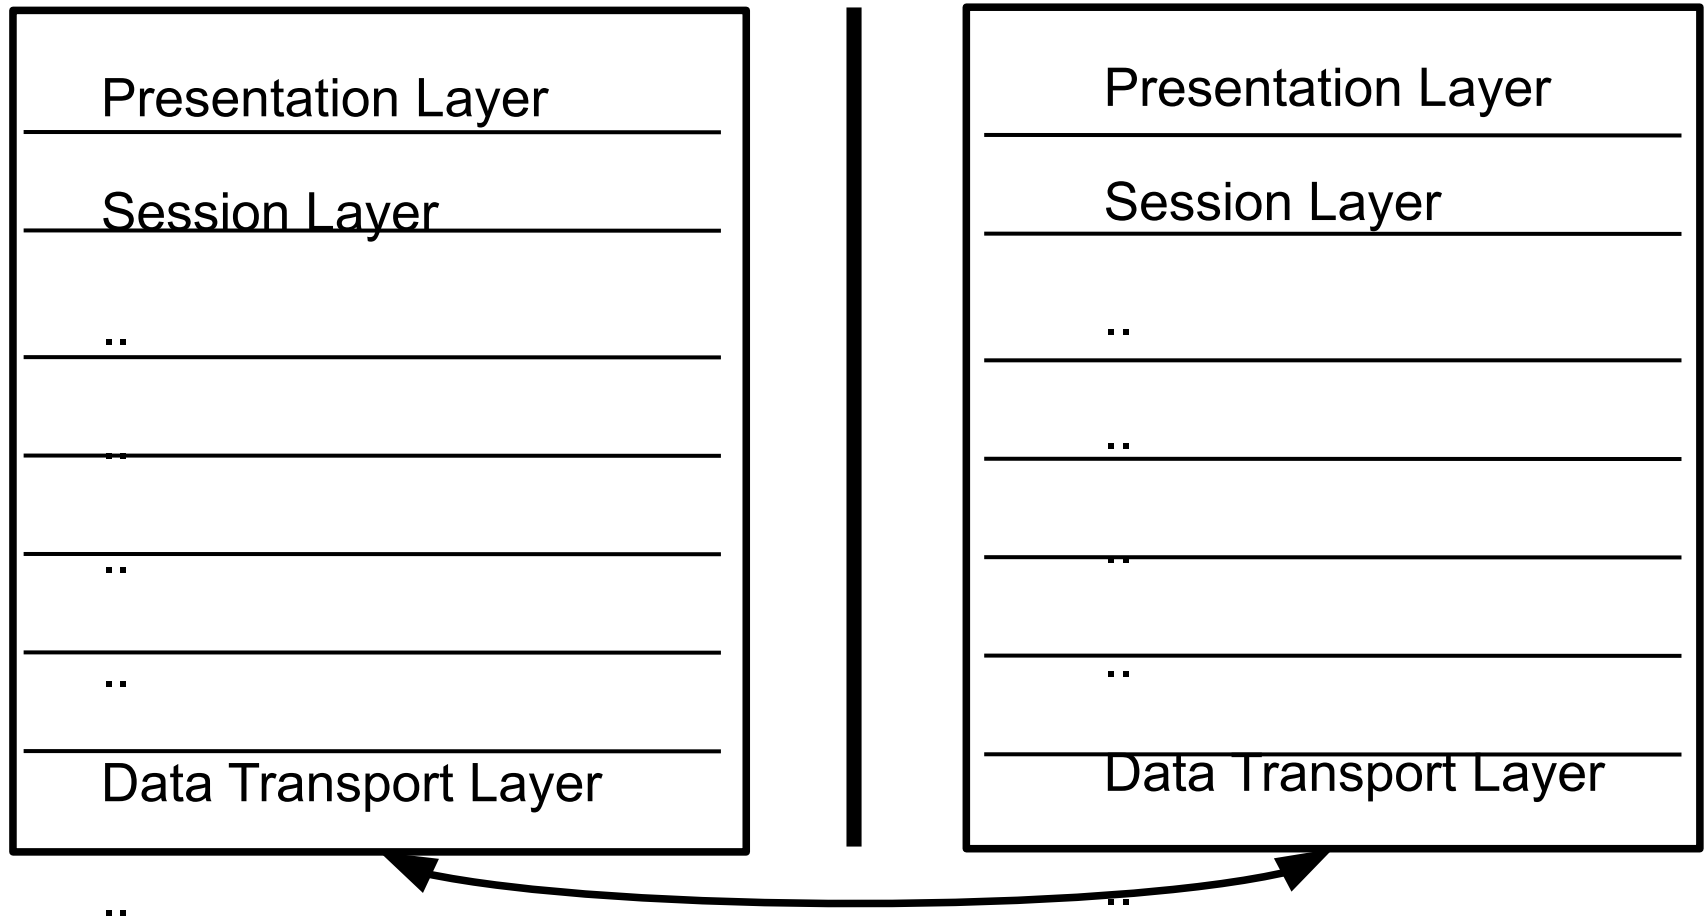 Presentation Layer
Session Layer
..
..
..
..
Data Transport Layer
..
Presentation Layer
Session Layer
..
..
..
..
Data Transport Layer
..